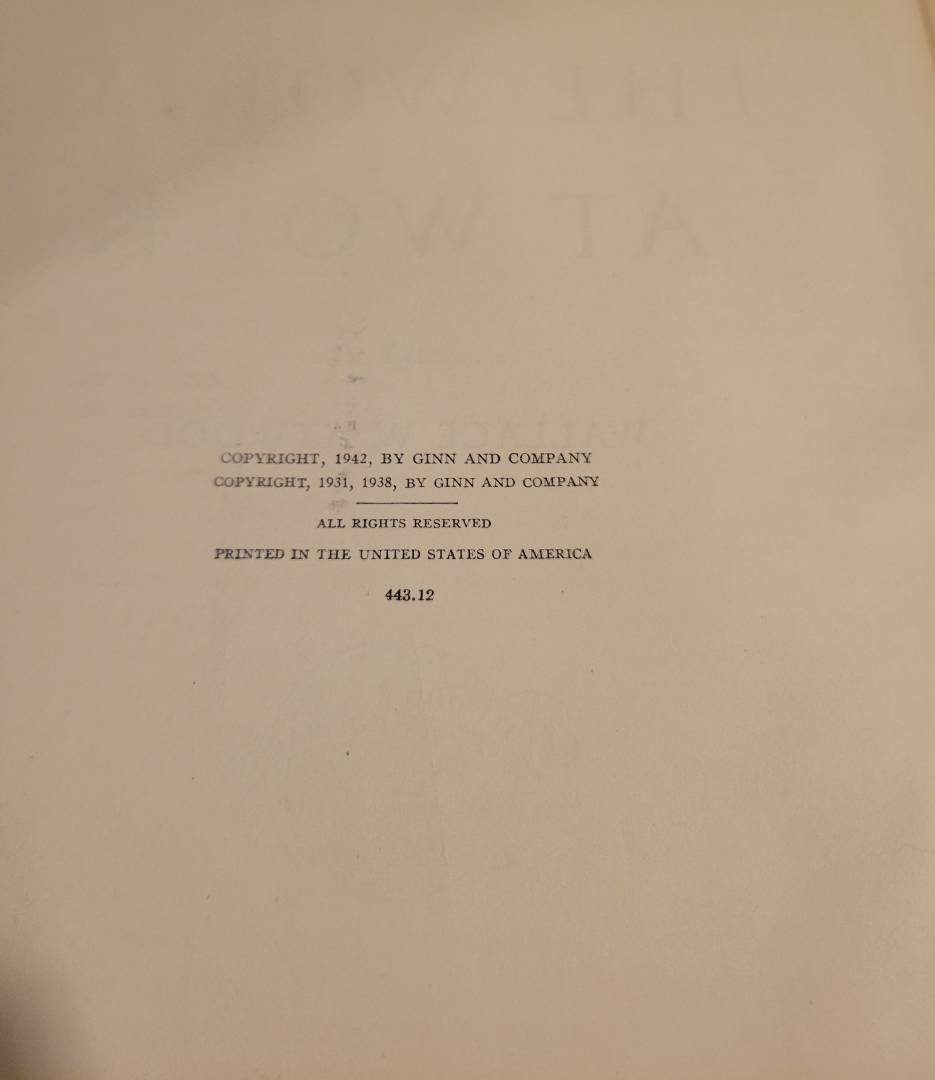 COPYRIGHT, 1942, BY GINN AND COMPANY
COPYRIGHT, 1931, 1938, BY GINN AND COMPANY
ALL RIGHTS RESERVED
PRINTED IN THE UNITED STATES OF AMERICA
443.12